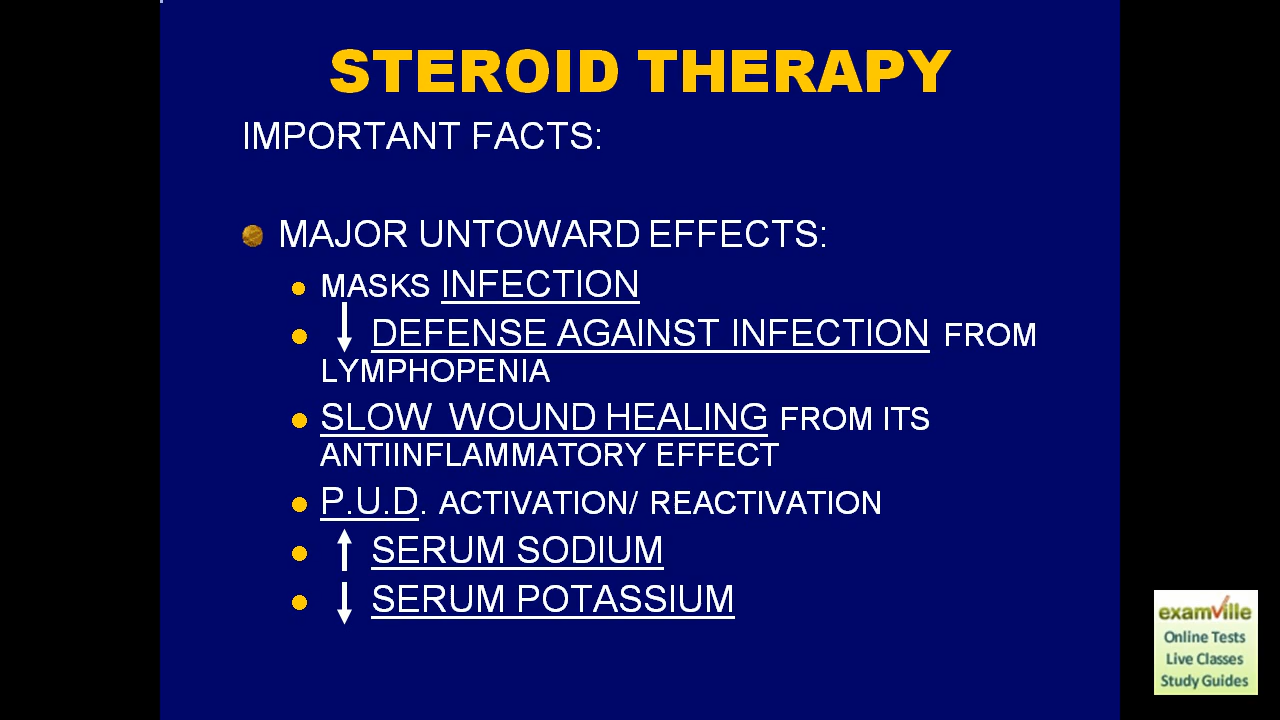 STEROID THERAPY
IMPORTANT FACTS:
MAJOR UNTOWARD EFFECTS:
MASKS INFECTION
DEFENSE AGAINST INFECTION FROM
LYMPHOPENIA
SLOW WOUND HEALING FROM ITS
ANTIINFLAMMATORY EFFECT
P.U.D. ACTIVATION/ REACTIVATION
SERUM SODIUM
SERUM POTASSIUM
examville
Online Tests
Live Classes
Study Guides